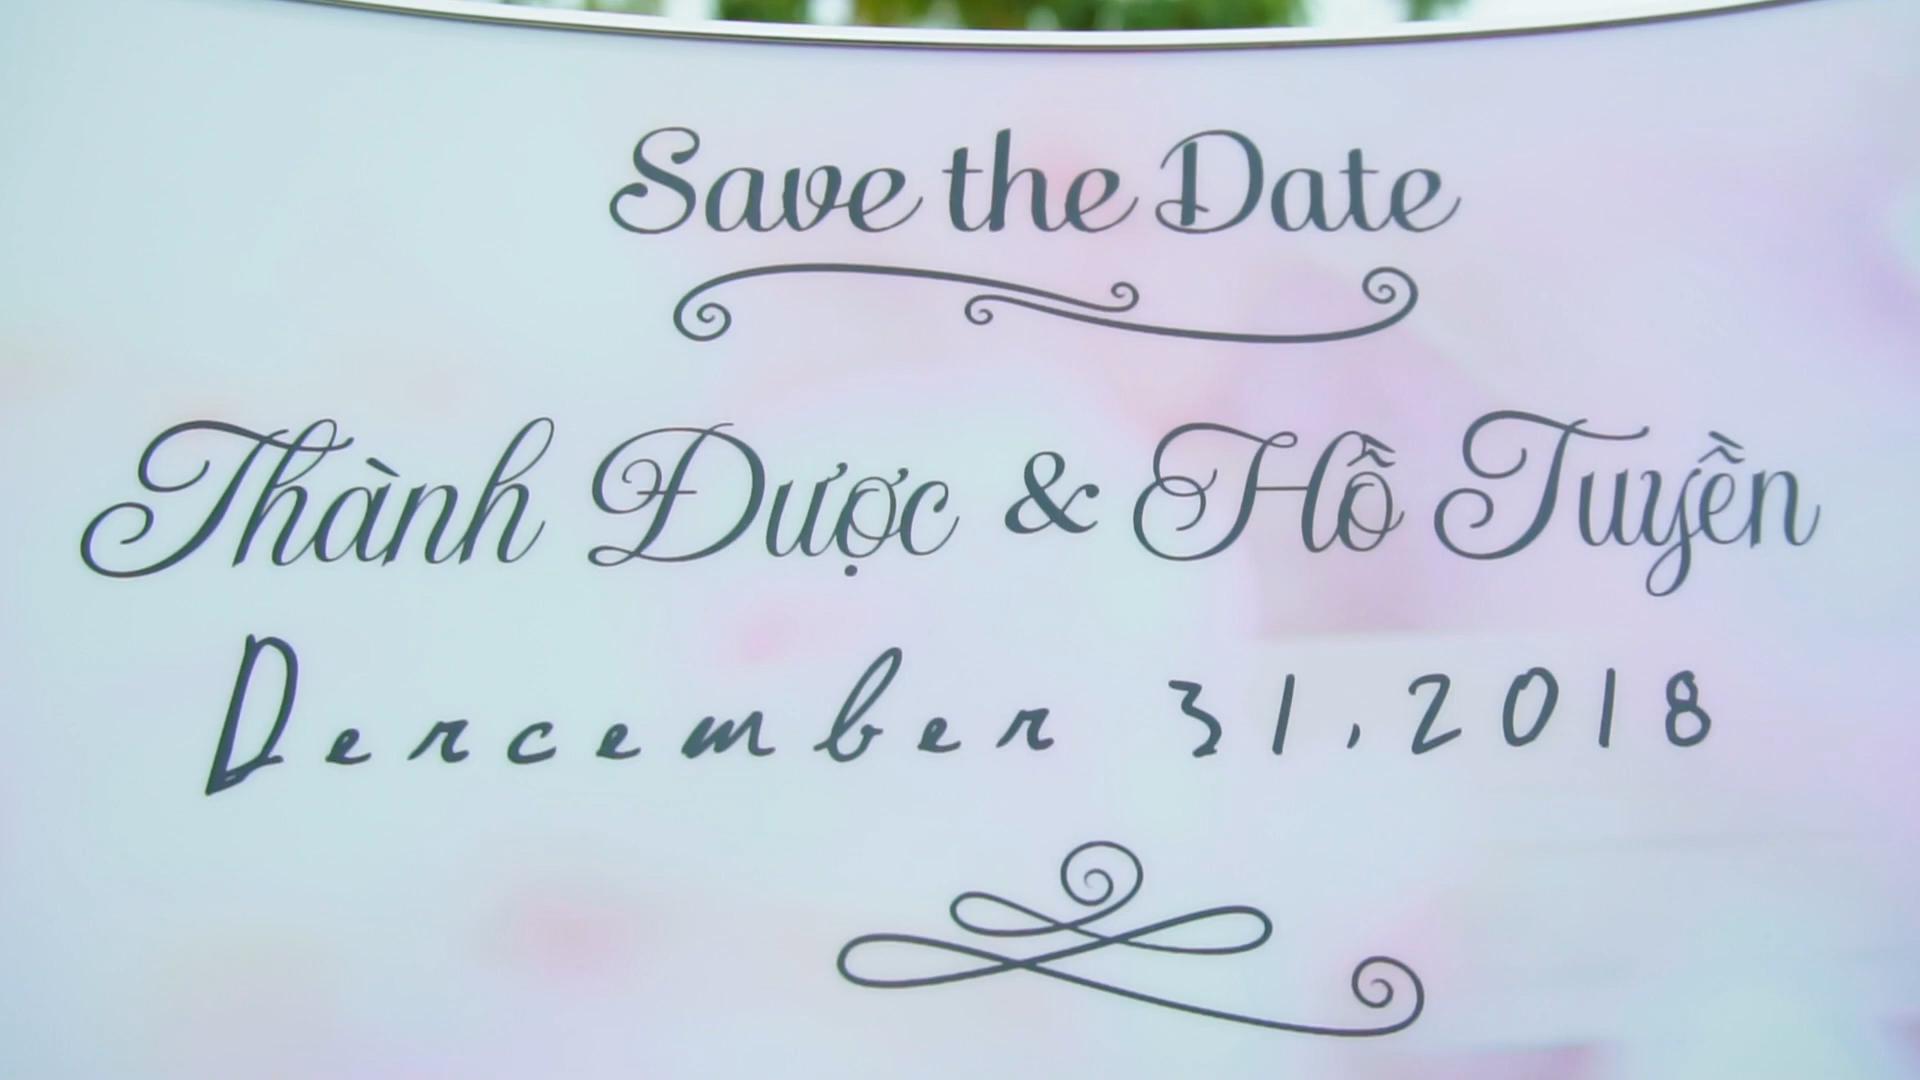 Save the Date
Thành Được & Hồ Tuyền
Dercember 31,2018